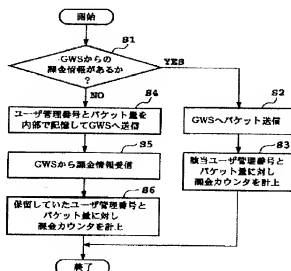 開始
S1
GWSからの
課金情報があるか
?
YES
NO
S4
ユーザ管理番号とパケット量を
内部で記憶してGWSへ送信
S2
GWSへパケット送信
S5
GWSから課金情報受信
S3
該当ユーザ管理番号と
パケット量に対し
課金カウンタを計上
S6
保留していたユーザ管理番号と
パケット量に対し
課金カウンタを計上
終了